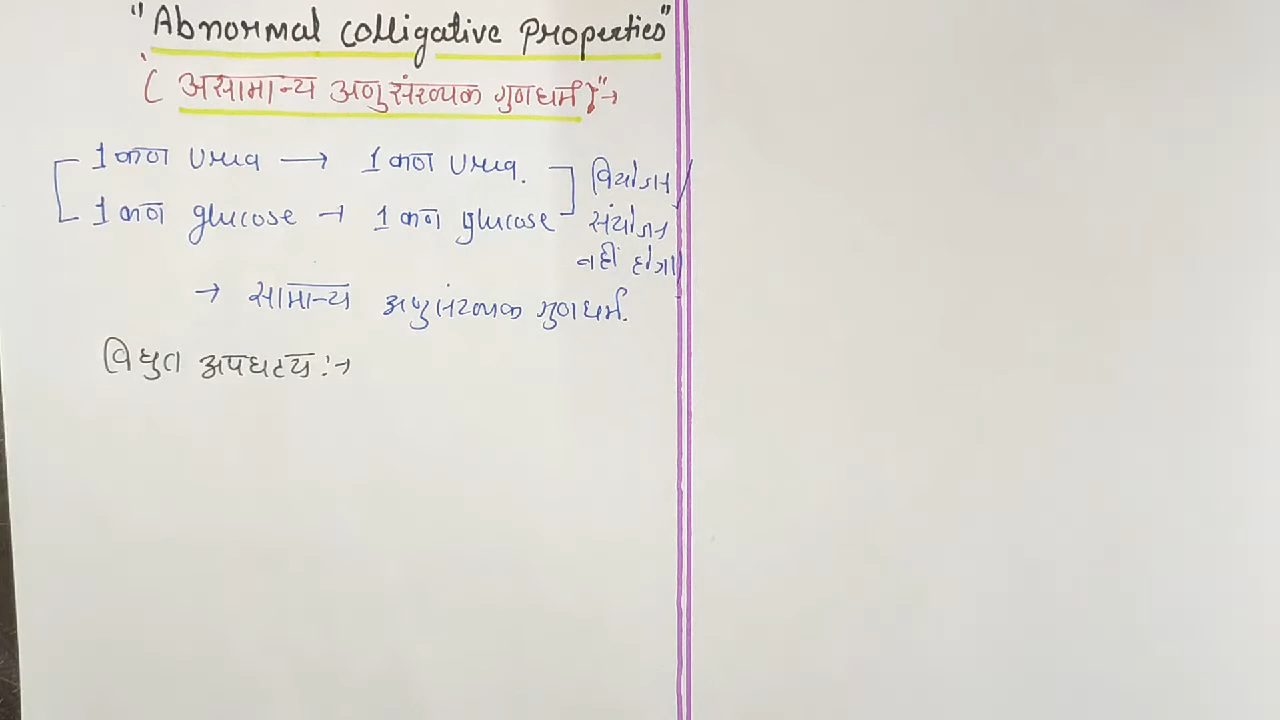 "Abnormal Colligative Properties"
( असामान्य अणुसंख्यक गुणधर्म )"→
1 कण Urea → 1 कण Urea. वियोजन/
1 कण glucose → 1 कण glucose संयोजन
नहीं होगा
→ सामान्य अणुसंख्यक गुणधर्म.
विधुत अपघटय :→